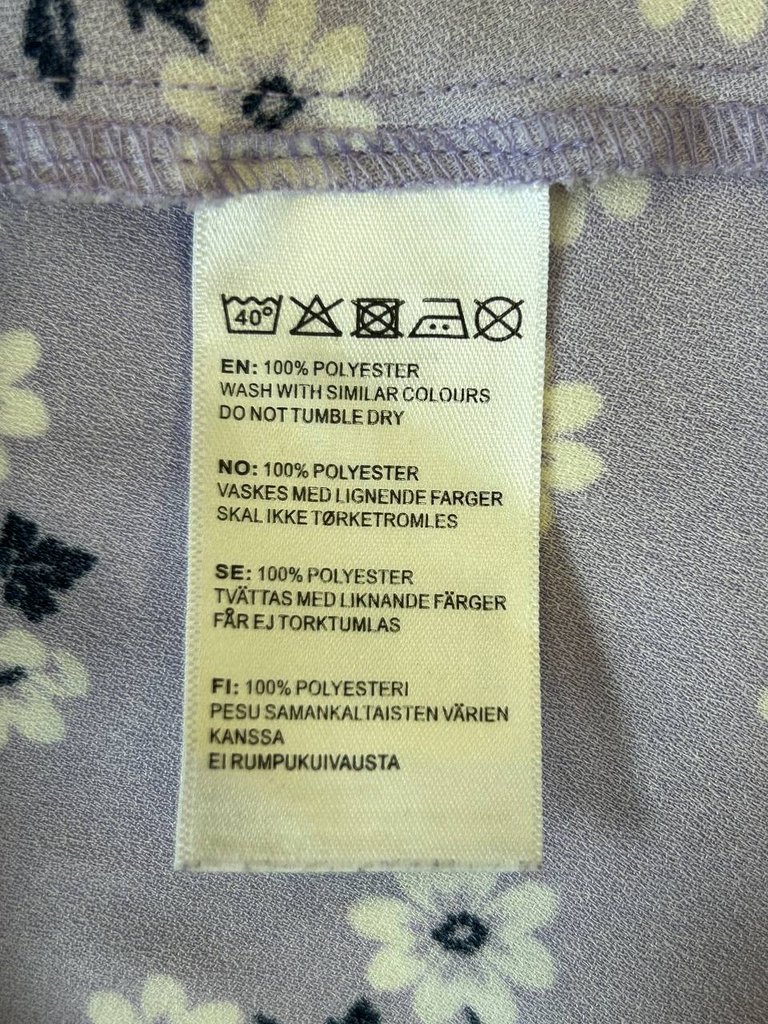 40°
EN: 100% POLYESTER
WASH WITH SIMILAR COLOURS
DO NOT TUMBLE DRY
NO: 100% POLYESTER
VASKES MED LIGNENDE FARGER
SKAL IKKE TØRKETROMLES
SE: 100% POLYESTER
TVÄTTAS MED LIKNANDE FÄRGER
FÅR EJ TORKTUMLAS
FI: 100% POLYESTERI
PESU SAMANKALTAISTEN VÄRIEN
KANSSA
EI RUMPUKUIVAUSTA